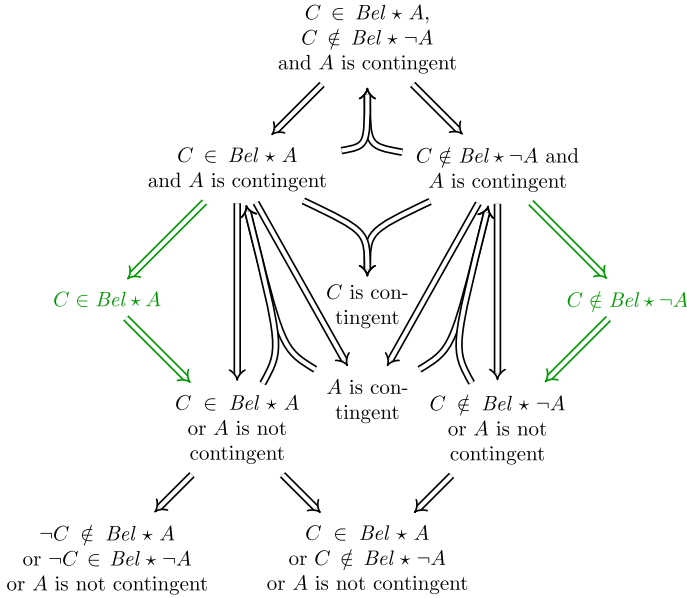 C ∈ Bel ⋆ A,
C ∉ Bel ⋆ ¬A
and A is contingent
C ∈ Bel ⋆ A
and A is contingent
C ∉ Bel ⋆ ¬A and
A is contingent
C ∈ Bel ⋆ A
C is con-
tingent
C ∉ Bel ⋆ ¬A
A is con-
tingent
C ∈ Bel ⋆ A
or A is not
contingent
C ∉ Bel ⋆ ¬A
or A is not
contingent
¬C ∉ Bel ⋆ A
or ¬C ∈ Bel ⋆ ¬A
or A is not contingent
C ∈ Bel ⋆ A
or C ∉ Bel ⋆ ¬A
or A is not contingent